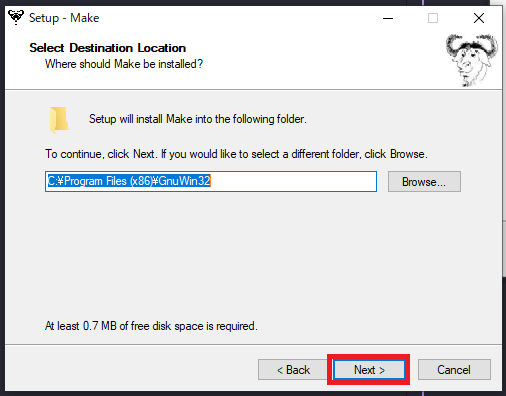 Setup - Make
Select Destination Location
Where should Make be installed?
Setup will install Make into the following folder.
To continue, click Next. If you would like to select a different folder, click Browse.
C:¥Program Files (x86)¥GnuWin32
Browse...
At least 0.7 MB of free disk space is required.
< Back
Next >
Cancel